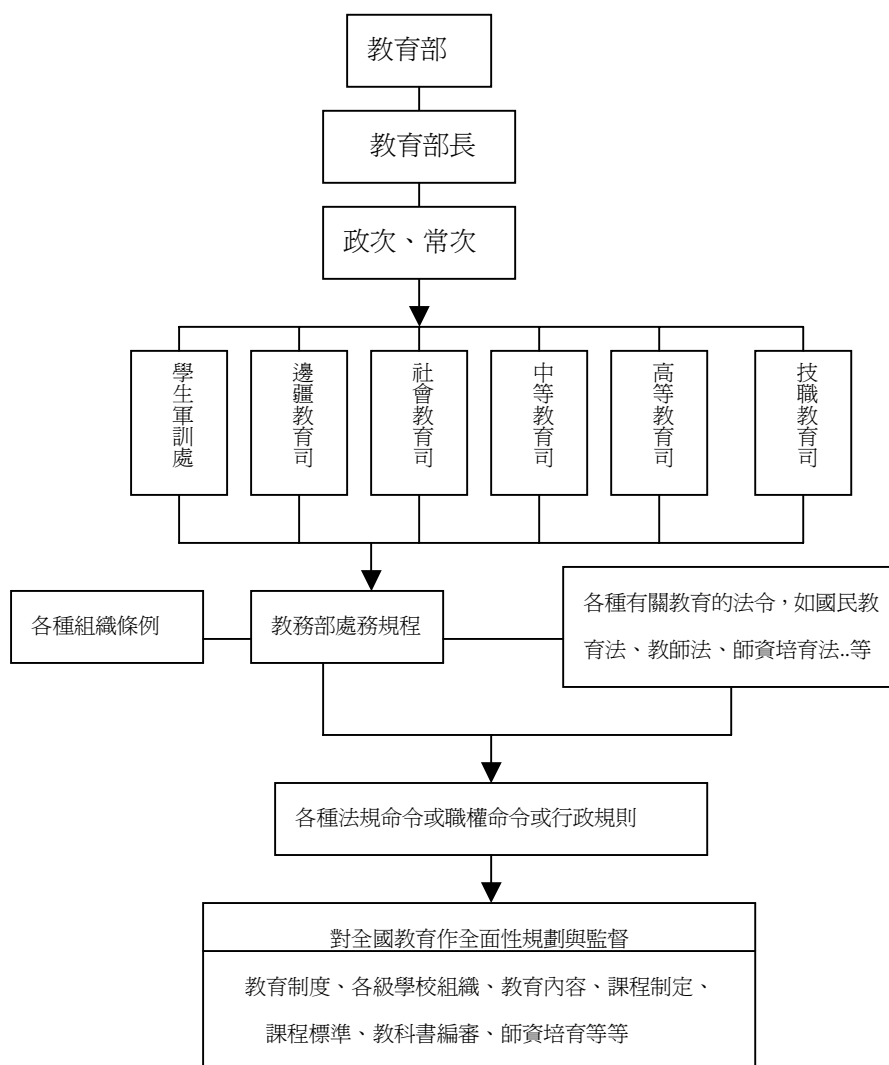 教育部
教育部長
政次、常次
學生軍訓處
邊疆教育司
社會教育司
中等教育司
高等教育司
技職教育司
各種組織條例
教務部處務規程
各種有關教育的法令，如國民教
育法、教師法、師資培育法..等
各種法規命令或職權命令或行政規則
對全國教育作全面性規劃與監督
教育制度、各級學校組織、教育內容、課程制定、
課程標準、教科書編審、師資培育等等